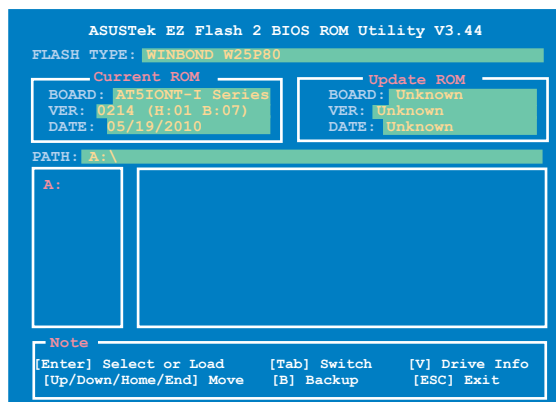 ASUSTek EZ Flash 2 BIOS ROM Utility V3.44
FLASH TYPE: WINBOND W25P80
Current ROM
BOARD: AT5IONT-I Series
VER: 0214 (H:01 B:07)
DATE: 05/19/2010
Update ROM
BOARD: Unknown
VER: Unknown
DATE: Unknown
PATH: A:\
A:
Note
[Enter] Select or Load [Tab] Switch [V] Drive Info
[Up/Down/Home/End] Move [B] Backup [ESC] Exit